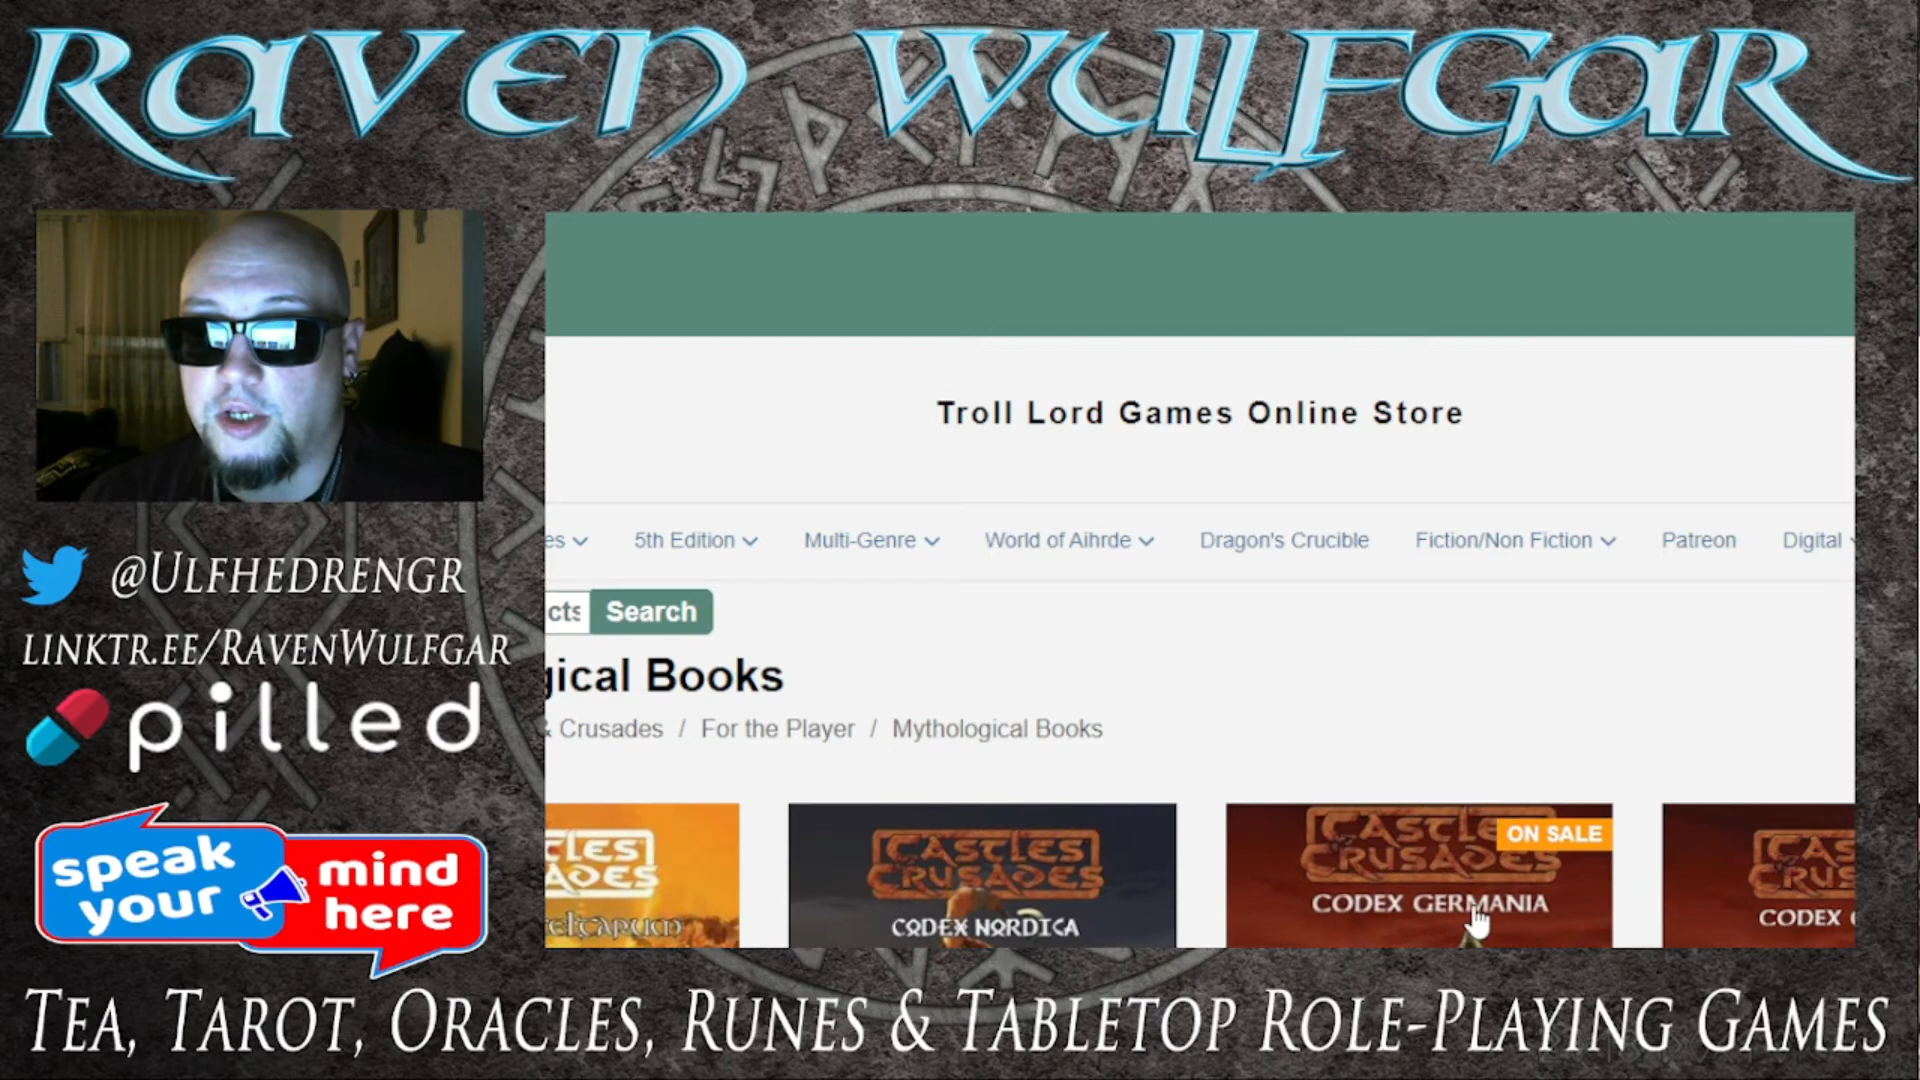 Raven Wulfgar
Troll Lord Games Online Store
es
5th Edition
Multi-Genre
World of Aihrde
Dragon's Crucible
Fiction/Non Fiction
Patreon
Digital
cts
Search
gical Books
& Crusades / For the Player / Mythological Books
CASTLES
CRUSADES
CODEX NORDICA
CASTLES
CRUSADES
ON SALE
CODEX GERMANIA
CODEX
@Ulfhedrengr
linktr.ee/RavenWulfgar
pilled
speak
your
mind
here
Tea, Tarot, Oracles, Runes & Tabletop Role-Playing Games